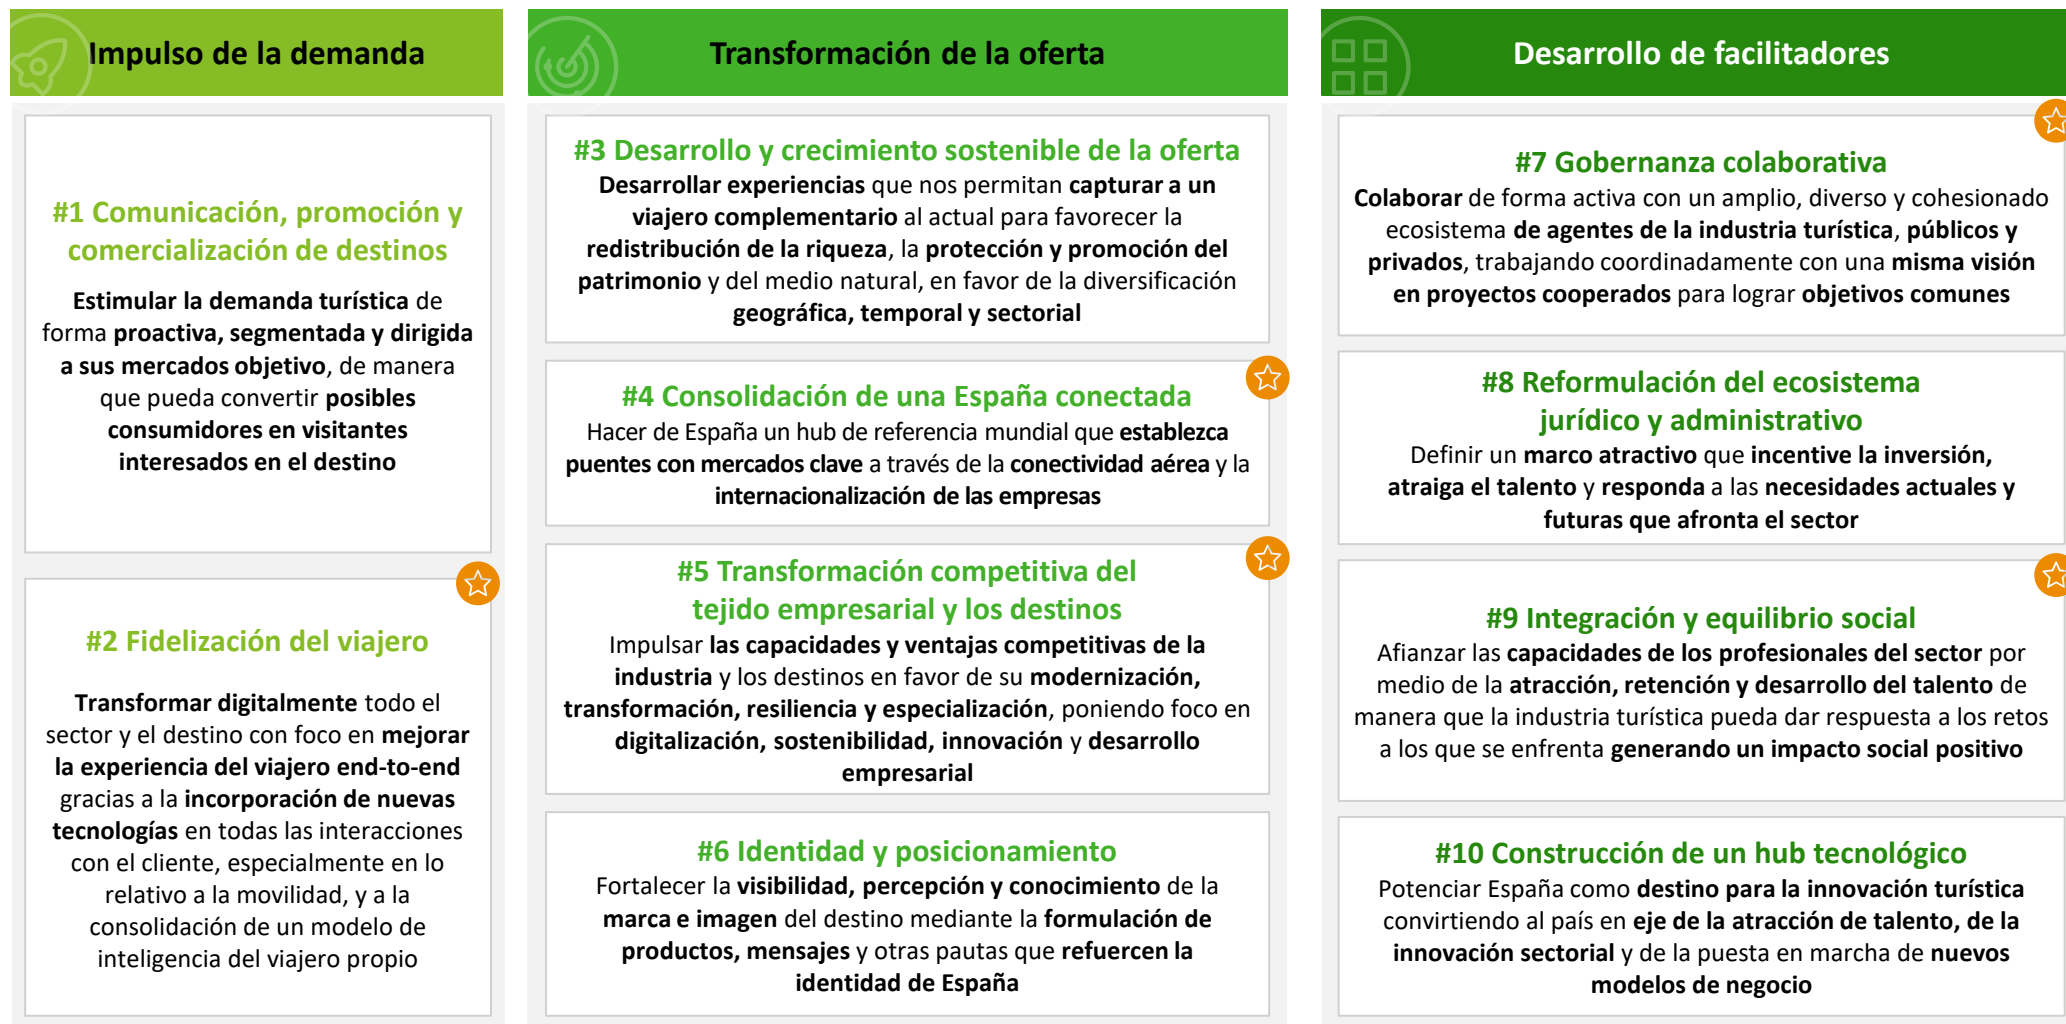 Impulso de la demanda
#1 Comunicación, promoción y
comercialización de destinos
Estimular la demanda turística de
forma proactiva, segmentada y dirigida
a sus mercados objetivo, de manera
que pueda convertir posibles
consumidores en visitantes
interesados en el destino
#2 Fidelización del viajero
Transformar digitalmente todo el
sector y el destino con foco en mejorar
la experiencia del viajero end-to-end
gracias a la incorporación de nuevas
tecnologías en todas las interacciones
con el cliente, especialmente en lo
relativo a la movilidad, y a la
consolidación de un modelo de
inteligencia del viajero propio
Transformación de la oferta
#3 Desarrollo y crecimiento sostenible de la oferta
Desarrollar experiencias que nos permitan capturar a un
viajero complementario al actual para favorecer la
redistribución de la riqueza, la protección y promoción del
patrimonio y del medio natural, en favor de la diversificación
geográfica, temporal y sectorial
#4 Consolidación de una España conectada
Hacer de España un hub de referencia mundial que establezca
puentes con mercados clave a través de la conectividad aérea y la
internacionalización de las empresas
#5 Transformación competitiva del
tejido empresarial y los destinos
Impulsar las capacidades y ventajas competitivas de la
industria y los destinos en favor de su modernización,
transformación, resiliencia y especialización, poniendo foco en
digitalización, sostenibilidad, innovación y desarrollo
empresarial
#6 Identidad y posicionamiento
Fortalecer la visibilidad, percepción y conocimiento de la
marca e imagen del destino mediante la formulación de
productos, mensajes y otras pautas que refuercen la
identidad de España
Desarrollo de facilitadores
#7 Gobernanza colaborativa
Colaborar de forma activa con un amplio, diverso y cohesionado
ecosistema de agentes de la industria turística, públicos y
privados, trabajando coordinadamente con una misma visión
en proyectos cooperados para lograr objetivos comunes
#8 Reformulación del ecosistema
jurídico y administrativo
Definir un marco atractivo que incentive la inversión,
atraiga el talento y responda a las necesidades actuales y
futuras que afronta el sector
#9 Integración y equilibrio social
Afianzar las capacidades de los profesionales del sector por
medio de la atracción, retención y desarrollo del talento de
manera que la industria turística pueda dar respuesta a los retos
a los que se enfrenta generando un impacto social positivo
#10 Construcción de un hub tecnológico
Potenciar España como destino para la innovación turística
convirtiendo al país en eje de la atracción de talento, de la
innovación sectorial y de la puesta en marcha de nuevos
modelos de negocio